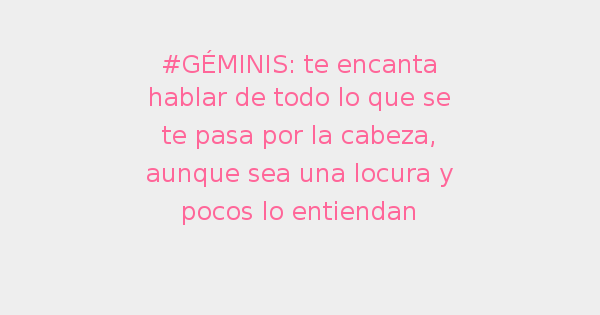 #GÉMINIS: te encanta
hablar de todo lo que se
te pasa por la cabeza,
aunque sea una locura y
pocos lo entiendan